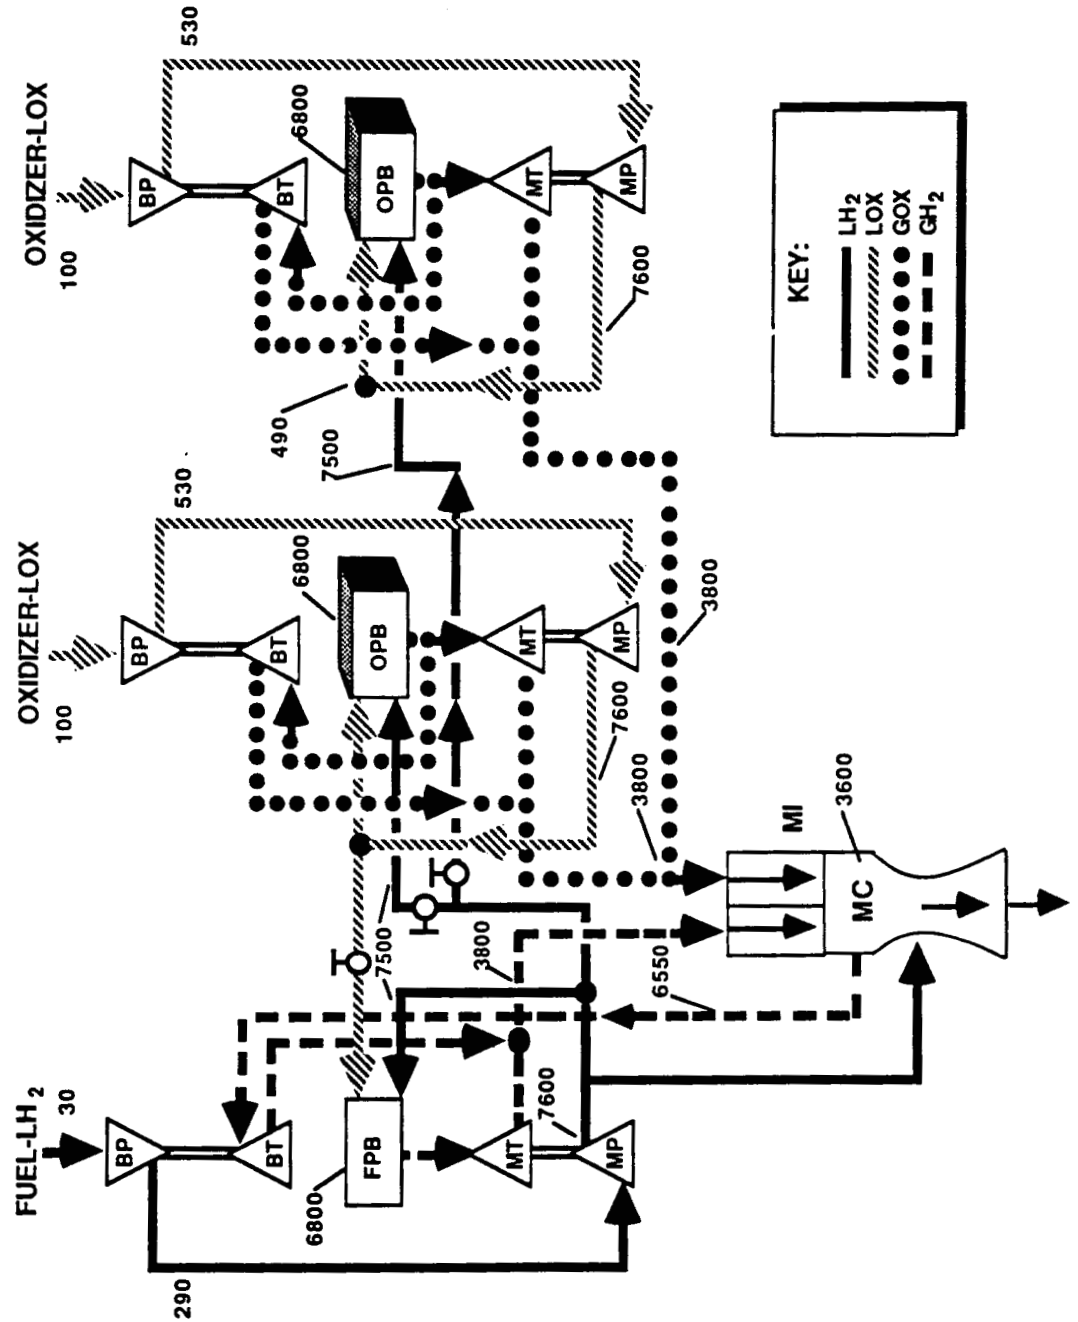 FUEL-LH2
30
BP
BT
290
6800
FPB
MT
MP
7600
7500
3800
6550
OXIDIZER-LOX
100
530
BP
BT
6800
OPB
MT
MP
7600
3800
3800
MI
MC
3600
OXIDIZER-LOX
100
530
BP
BT
6800
OPB
490
7500
MT
MP
7600
KEY:
LH2
LOX
GOX
GH2